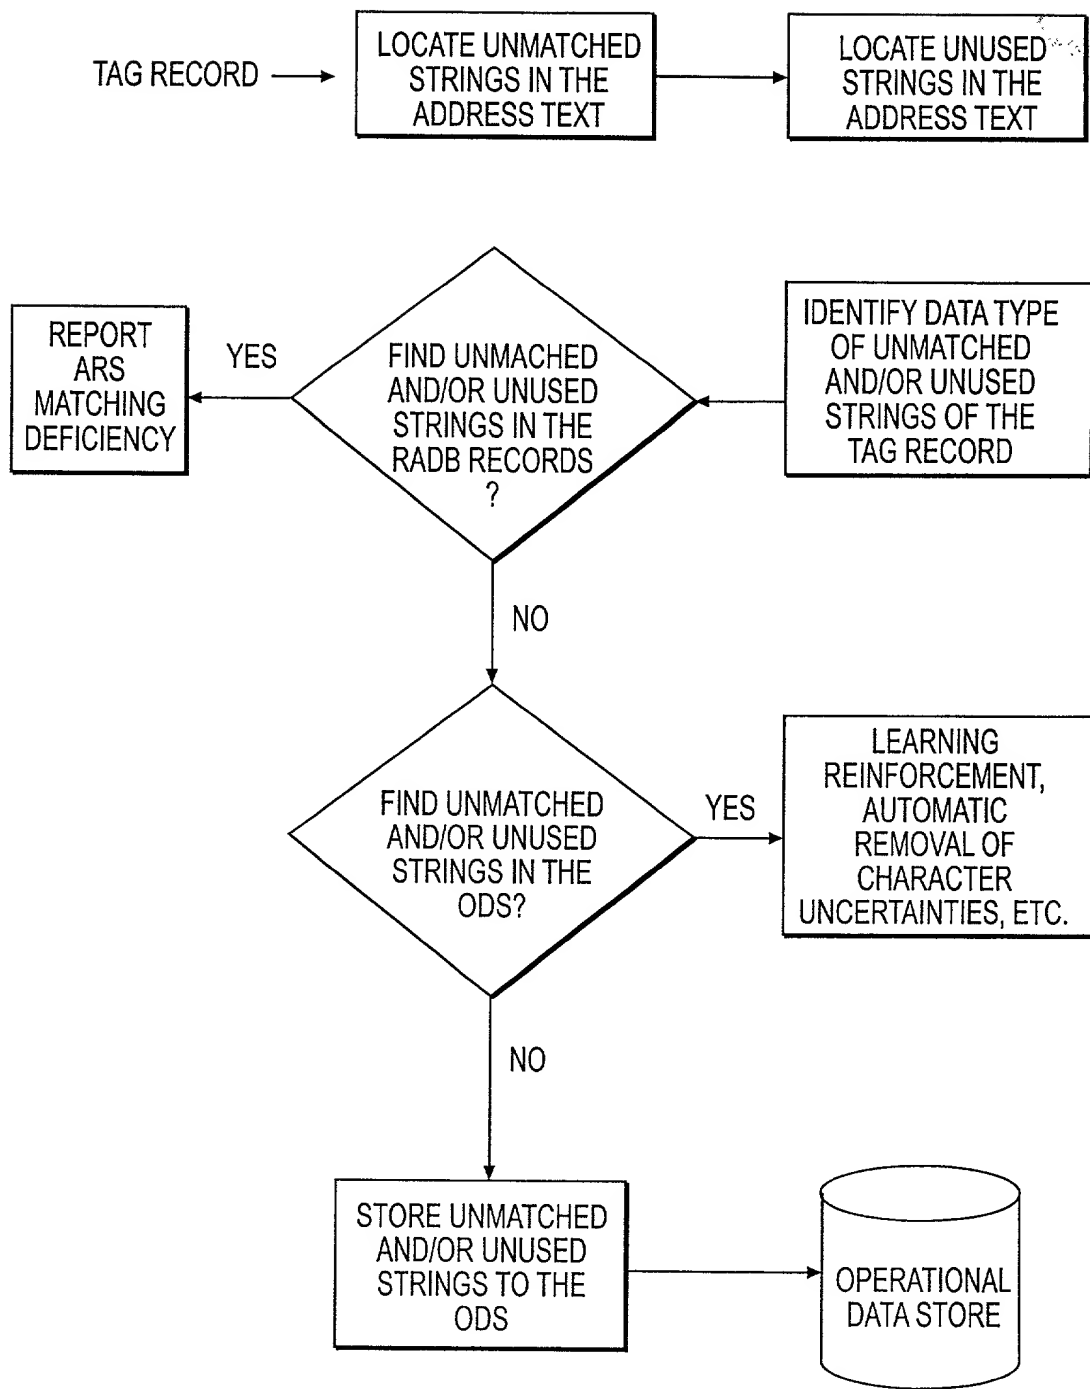 TAG RECORD
LOCATE UNMATCHED
STRINGS IN THE
ADDRESS TEXT
LOCATE UNUSED
STRINGS IN THE
ADDRESS TEXT
REPORT
ARS
MATCHING
DEFICIENCY
YES
FIND UNMACHED
AND/OR UNUSED
STRINGS IN THE
RADB RECORDS
?
IDENTIFY DATA TYPE
OF UNMATCHED
AND/OR UNUSED
STRINGS OF THE
TAG RECORD
NO
FIND UNMATCHED
AND/OR UNUSED
STRINGS IN THE
ODS?
YES
LEARNING
REINFORCEMENT,
AUTOMATIC
REMOVAL OF
CHARACTER
UNCERTAINTIES, ETC.
NO
STORE UNMATCHED
AND/OR UNUSED
STRINGS TO THE
ODS
OPERATIONAL
DATA STORE